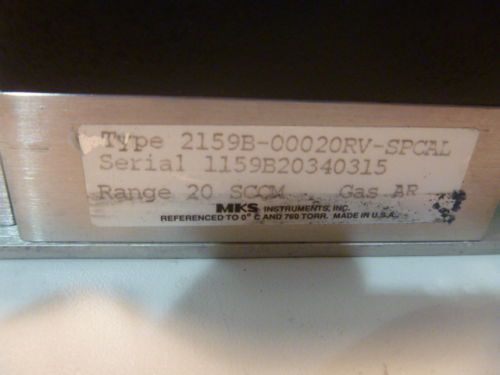 Type 2159B-00020RV-SPCAL
Serial 1159B20340315
Range 20 SCCM Gas AR
MKS INSTRUMENTS, INC.
REFERENCED TO 0° C AND 760 TORR. MADE IN U.S.A.